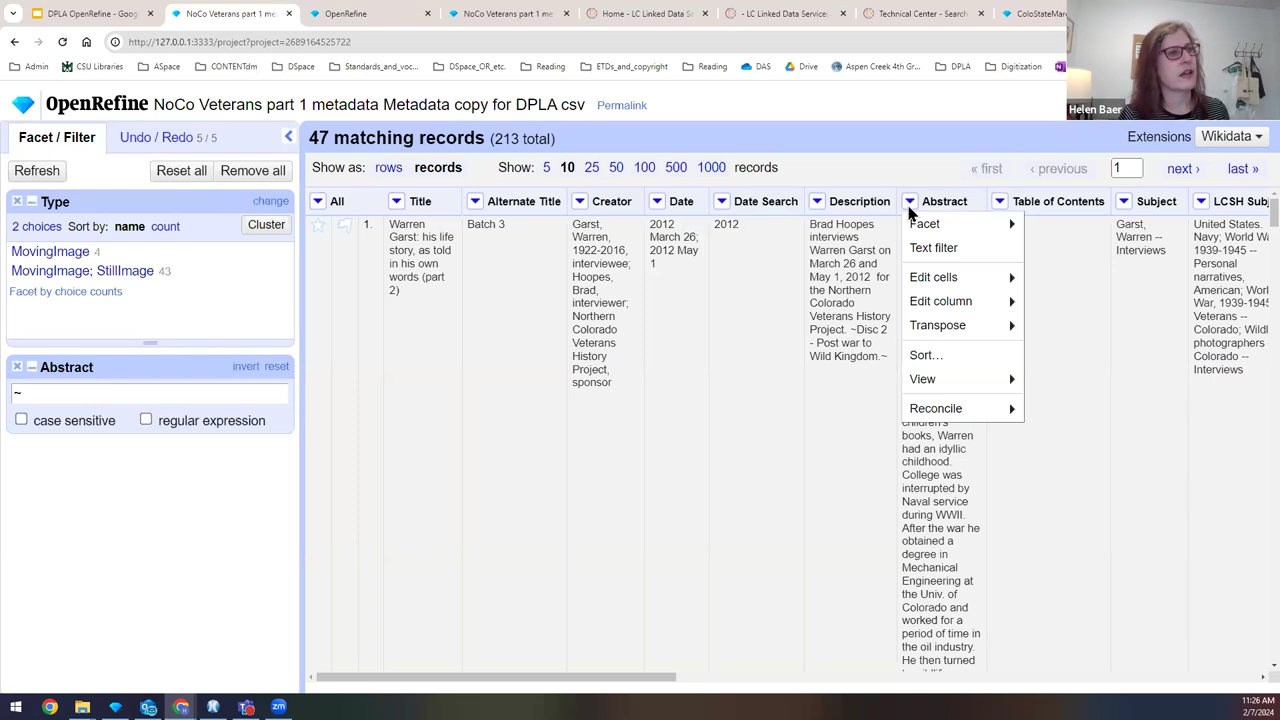 DPLA OpenRefine - Google
NoCo Veterans part 1 me
OpenRefine
NoCo Veterans part 1 me
Home - LC Linked Data Se
- LC Linked Data Services
Technical Center - Search
ColoStateMar
127.0.0.1:3333/project?project=2689164525722
Admin
CSU Libraries
ASpace
CONTENTdm
DSpace
Standards_and_voc...
DSpace_OR_etc.
Reading
ETDs_and_copyright
Reading
DAS
Drive
Aspen Creek 4th Gr...
DPLA
Digitization
Helen Baer
OpenRefine NoCo Veterans part 1 metadata Metadata copy for DPLA csv Permalink
Facet / Filter
Undo / Redo 5 / 5
47 matching records (213 total)
Extensions
Wikidata
Refresh
Reset all
Remove all
Show as: rows records
Show: 5 10 25 50 100 500 1000 records
« first
‹ previous
1
next ›
last »
Type
change
2 choices Sort by: name count
Cluster
MovingImage 4
MovingImage; StillImage 43
Facet by choice counts
Abstract
invert reset
~
case sensitive
regular expression
All
Title
Alternate Title
Creator
Date
Date Search
Description
Abstract
Table of Contents
Subject
LCSH Subj
1.
Warren
Garst: his life
story, as told
in his own
words (part
2)
Batch 3
Garst,
Warren,
1922-2016,
interviewee;
Hoopes,
Brad,
interviewer;
Northern
Colorado
Veterans
History
Project,
sponsor
2012
March 26;
2012 May
1
2012
Brad Hoopes
interviews
Warren Garst on
March 26 and
May 1, 2012 for
the Northern
Colorado
Veterans History
Project. ~Disc 2
- Post war to
Wild Kingdom.~
Facet
Text filter
Edit cells
Edit column
Transpose
Sort...
View
Reconcile
children's
books, Warren
had an idyllic
childhood.
College was
interrupted by
Naval service
during WWII.
After the war he
obtained a
degree in
Mechanical
Engineering at
the Univ. of
Colorado and
worked for a
period of time in
the oil industry.
He then turned
Garst,
Warren --
Interviews
United States.
Navy; World Wa
1939-1945 --
Personal
narratives,
American; Worl
War, 1939-1945
Veterans --
Colorado; Wildl
photographers
Colorado --
Interviews
11:26 AM
2/7/2024